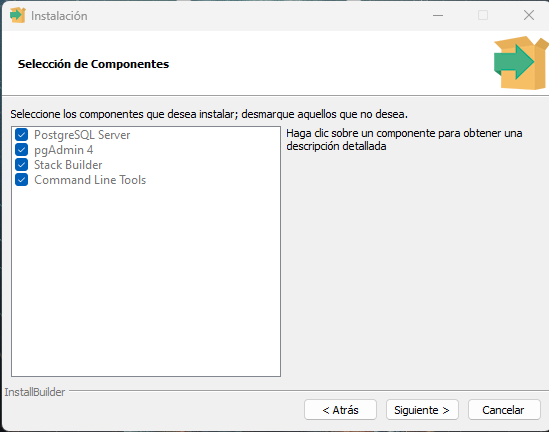 Instalación
Selección de Componentes
Seleccione los componentes que desea instalar; desmarque aquellos que no desea.
PostgreSQL Server
pgAdmin 4
Stack Builder
Command Line Tools
Haga clic sobre un componente para obtener una
descripción detallada
InstallBuilder
< Atrás
Siguiente >
Cancelar